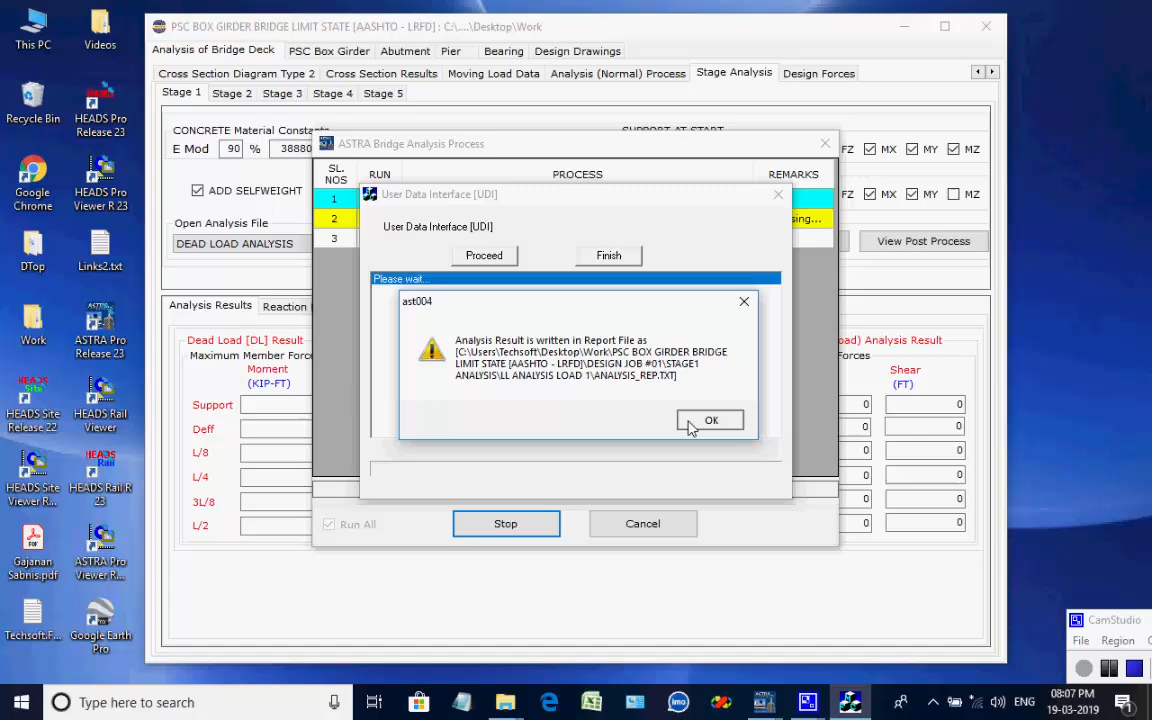 This PC
Videos
Recycle Bin
HEADS Pro
Release 23
Google
Chrome
HEADS Pro
Viewer R 23
DTop
Links2.txt
Work
ASTRA Pro
Release 23
HEADS Site
Release 22
HEADS Rail
Viewer
HEADS Site
Viewer R...
HEADS Rail R
23
Gajanan
Sabnis.pdf
ASTRA Pro
Viewer R...
Techsoft.F...
Google Earth
Pro
PSC BOX GIRDER BRIDGE LIMIT STATE [AASHTO - LRFD] : C:\....\Desktop\Work
Analysis of Bridge Deck
PSC Box Girder
Abutment
Pier
Bearing
Design Drawings
Cross Section Diagram Type 2
Cross Section Results
Moving Load Data
Analysis (Normal) Process
Stage Analysis
Design Forces
Stage 1
Stage 2
Stage 3
Stage 4
Stage 5
CONCRETE Material Constants
SUPPORT AT START
E Mod 90 % 38880
FZ MX MY MZ
ADD SELFWEIGHT
FZ MX MY MZ
Open Analysis File
DEAD LOAD ANALYSIS
View Post Process
Analysis Results
Reaction
Dead Load [DL] Result
Maximum Member Force
Moment
(KIP-FT)
Support
Deff
L/8
L/4
3L/8
L/2
oad) Analysis Result
Forces
Shear
(FT)
0 0
0 0
0 0
0 0
0 0
0 0
ASTRA Bridge Analysis Process
SL.
NOS
RUN
PROCESS
REMARKS
1
2
sing...
3
Run All
Stop
Cancel
User Data Interface [UDI]
User Data Interface [UDI]
Proceed
Finish
Please wait...
ast004
Analysis Result is written in Report File as
[C:\Users\Techsoft\Desktop\Work\PSC BOX GIRDER BRIDGE
LIMIT STATE [AASHTO - LRFD]\DESIGN JOB #01\STAGE1
ANALYSIS\LL ANALYSIS LOAD 1\ANALYSIS_REP.TXT]
OK
CamStudio
File Region
Type here to search
imo
ENG
08:07 PM
19-03-2019
1